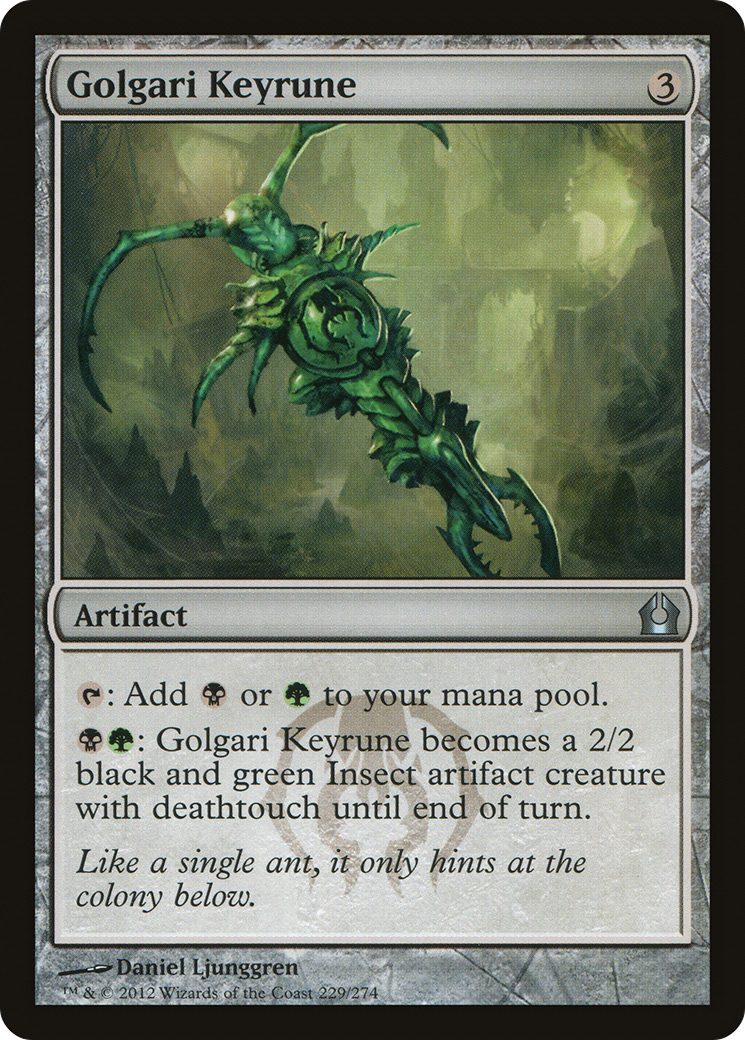 Golgari Keyrune 3
Artifact
: Add or to your mana pool.
: Golgari Keyrune becomes a 2/2
black and green Insect artifact creature
with deathtouch until end of turn.
Like a single ant, it only hints at the
colony below.
Daniel Ljunggren
™ & © 2012 Wizards of the Coast 229/274